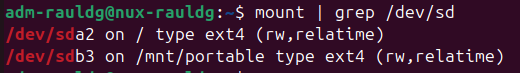 adm-rauldg@nux-rauldg:~$ mount | grep /dev/sd
/dev/sda2 on / type ext4 (rw,relatime)
/dev/sdb3 on /mnt/portable type ext4 (rw,relatime)